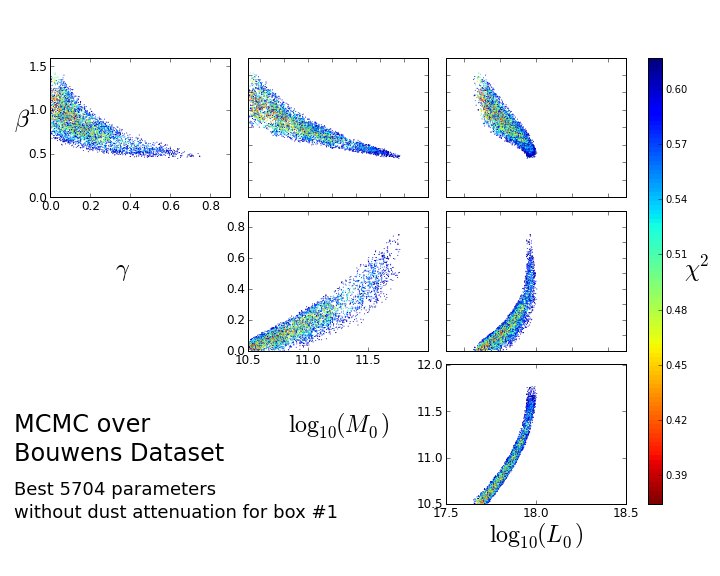 1.5
1.0
0.5
0.0
β
0.0 0.2 0.4 0.6 0.8
γ
0.8
0.6
0.4
0.2
0.0
10.5 11.0 11.5
log₁₀(M₀)
12.0
11.5
11.0
10.5
17.5 18.0 18.5
log₁₀(L₀)
0.60
0.57
0.54
0.51
0.48
0.45
0.42
0.39
χ²
MCMC over
Bouwens Dataset
Best 5704 parameters
without dust attenuation for box #1